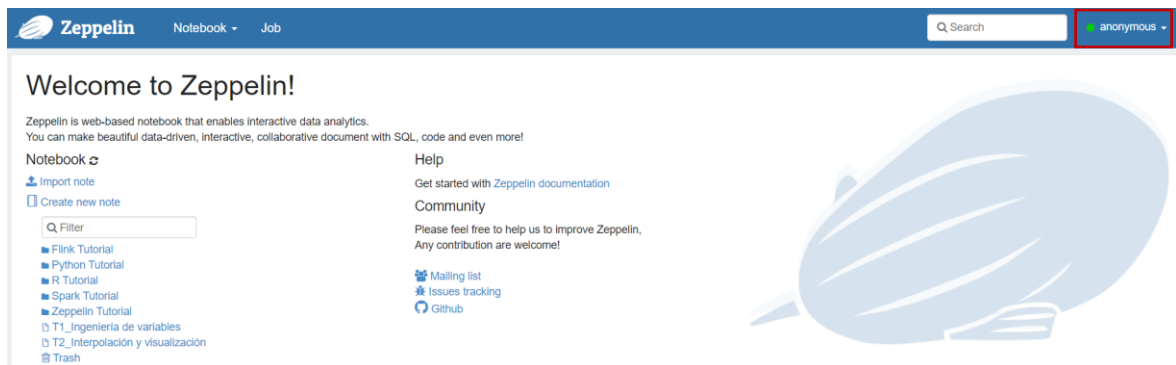 Zeppelin Notebook Job Search anonymous
Welcome to Zeppelin!
Zeppelin is web-based notebook that enables interactive data analytics.
You can make beautiful data-driven, interactive, collaborative document with SQL, code and even more!
Notebook
Import note
Create new note
Filter
Flink Tutorial
Python Tutorial
R Tutorial
Spark Tutorial
Zeppelin Tutorial
T1_Ingeniería de variables
T2_Interpolación y visualización
Trash
Help
Get started with Zeppelin documentation
Community
Please feel free to help us to improve Zeppelin,
Any contribution are welcome!
Mailing list
Issues tracking
Github